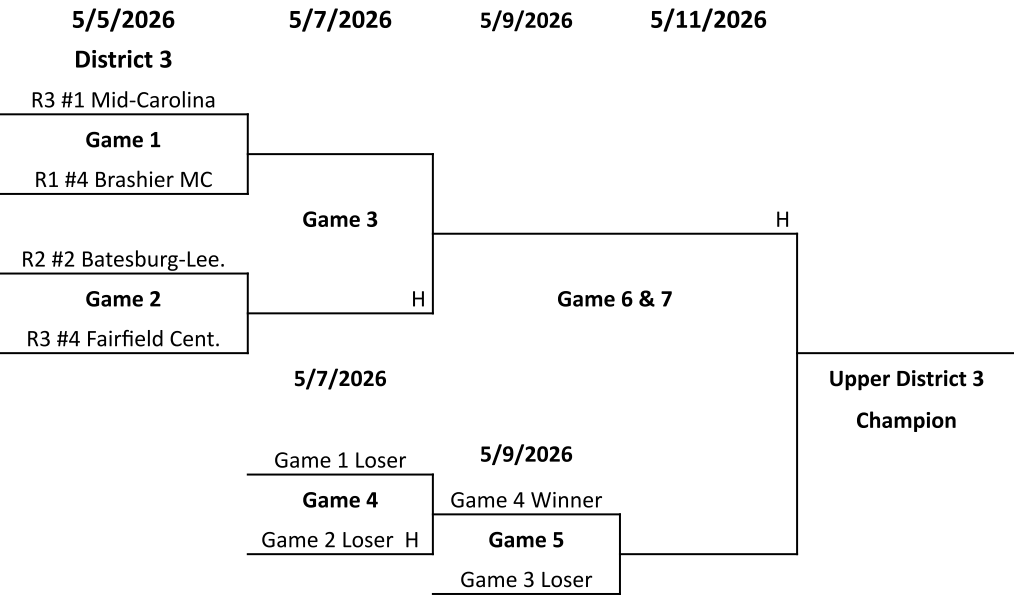 5/5/2026 5/7/2026 5/9/2026 5/11/2026
District 3
R3 #1 Mid-Carolina
Game 1
R1 #4 Brashier MC
Game 3
H
R2 #2 Batesburg-Lee.
Game 2
H
Game 6 & 7
R3 #4 Fairfield Cent.
5/7/2026
Upper District 3
Champion
5/9/2026
Game 1 Loser
Game 4
Game 4 Winner
Game 2 Loser H
Game 5
Game 3 Loser